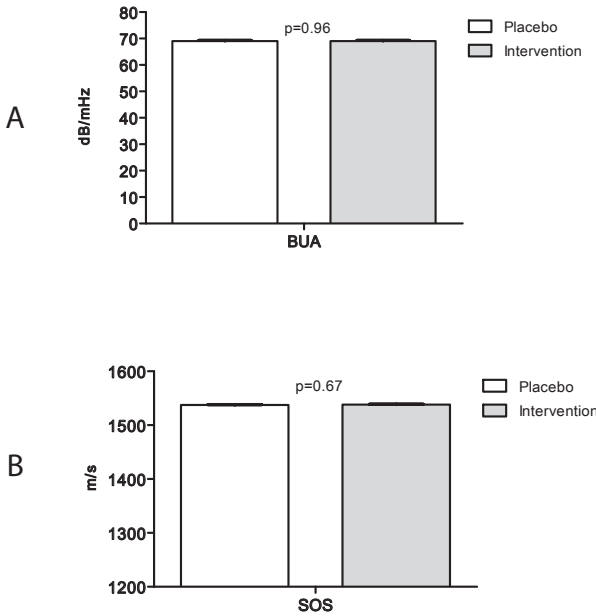 A
dB/mHz
80
70
60
50
40
30
20
10
0
p=0.96
Placebo
Intervention
BUA
B
m/s
1600
1500
1400
1300
1200
p=0.67
Placebo
Intervention
SOS